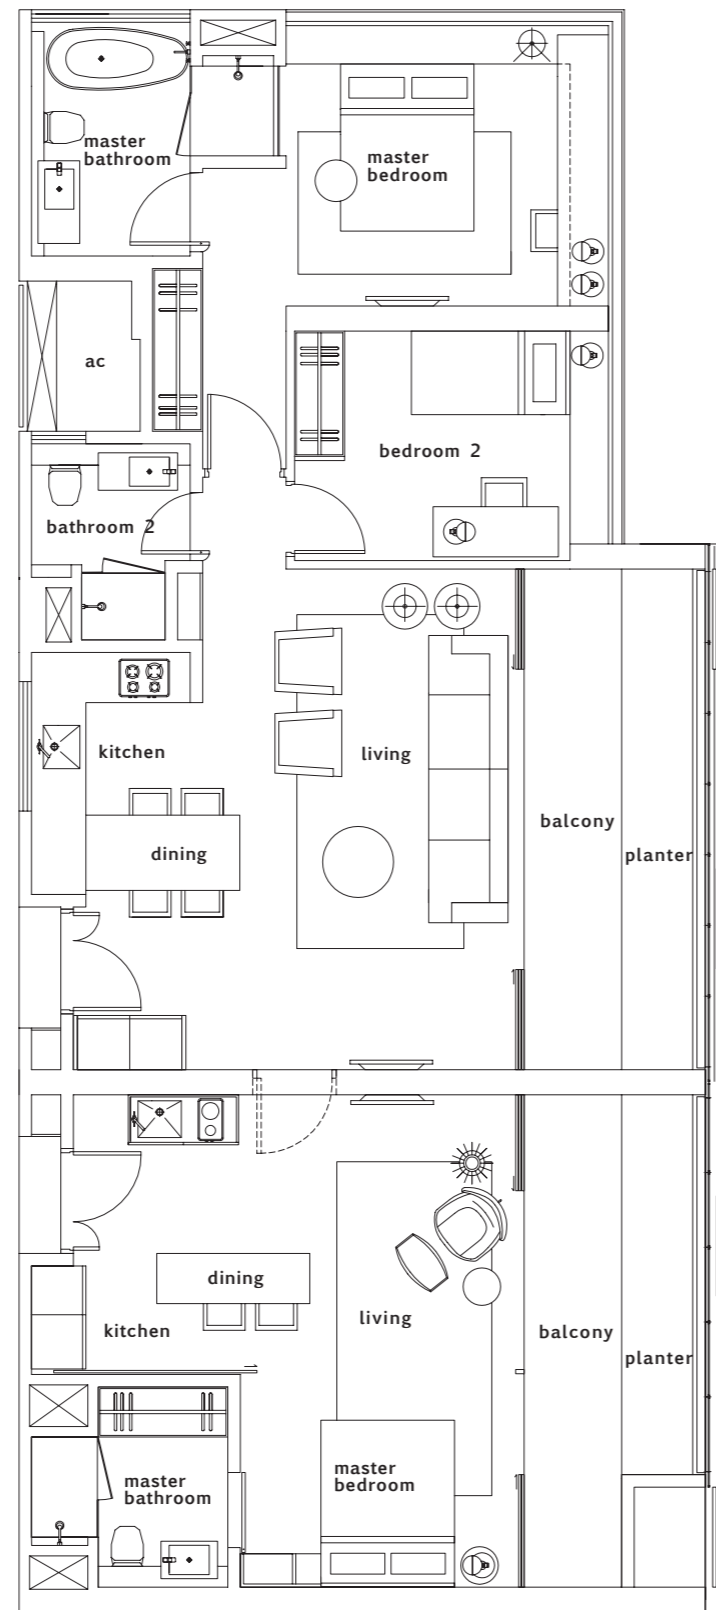 master
bathroom
master
bedroom
ac
bedroom 2
bathroom 2
kitchen
living
dining
balcony
planter
dining
kitchen
living
balcony
planter
master
bathroom
master
bedroom